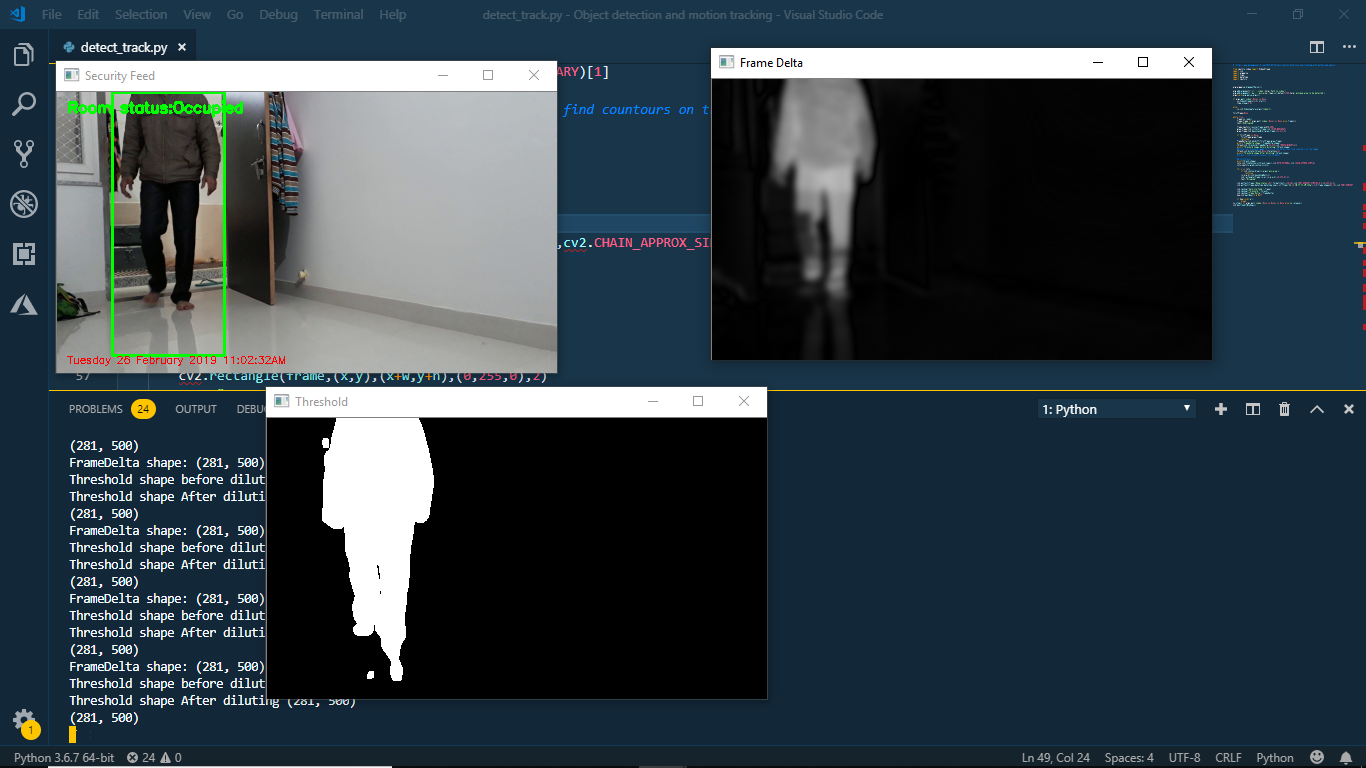 File Edit Selection View Go Debug Terminal Help
detect_track.py - Object detection and motion tracking - Visual Studio Code
detect_track.py
Security Feed
Room status:Occupied
Tuesday 26 February 2019 11:02:32AM
ARY)[1]
find countours on t
,cv2.CHAIN_APPROX_SI
Frame Delta
57 cv2.rectangle(frame,(x,y),(x+w,y+h),(0,255,0),2)
PROBLEMS 24 OUTPUT DEBU
1: Python
Threshold
(281, 500)
FrameDelta shape: (281, 500)
Threshold shape before dilut
Threshold shape After diluti
(281, 500)
FrameDelta shape: (281, 500)
Threshold shape before dilut
Threshold shape After diluti
(281, 500)
FrameDelta shape: (281, 500)
Threshold shape before dilut
Threshold shape After diluti
(281, 500)
FrameDelta shape: (281, 500)
Threshold shape before dilut
Threshold shape After diluting (281, 500)
(281, 500)
1
Python 3.6.7 64-bit 24 0
Ln 49, Col 24 Spaces: 4 UTF-8 CRLF Python